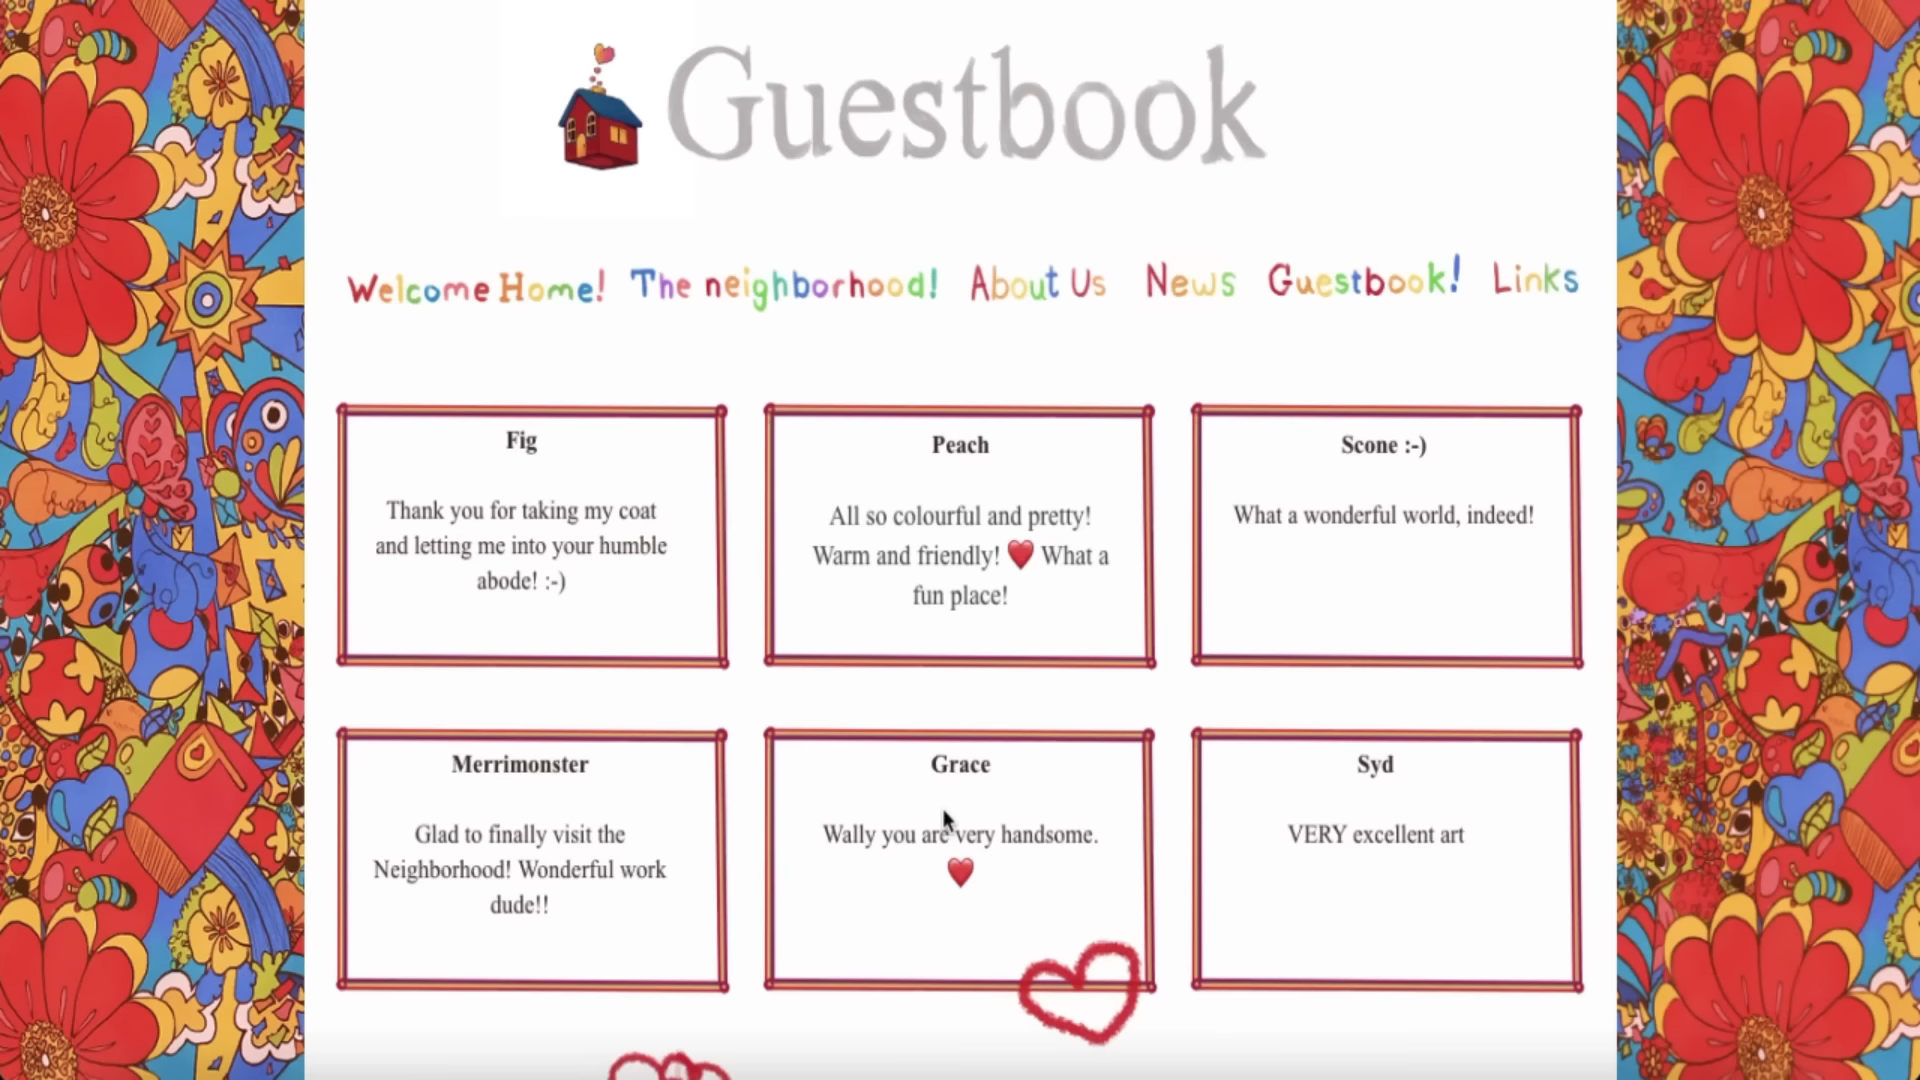 Guestbook
Welcome Home! The neighborhood! About Us News Guestbook! Links
Fig
Thank you for taking my coat
and letting me into your humble
abode! :-)
Peach
All so colourful and pretty!
Warm and friendly! ❤️ What a
fun place!
Scone :-)
What a wonderful world, indeed!
Merrimonster
Glad to finally visit the
Neighborhood! Wonderful work
dude!!
Grace
Wally you are very handsome.
❤️
Syd
VERY excellent art